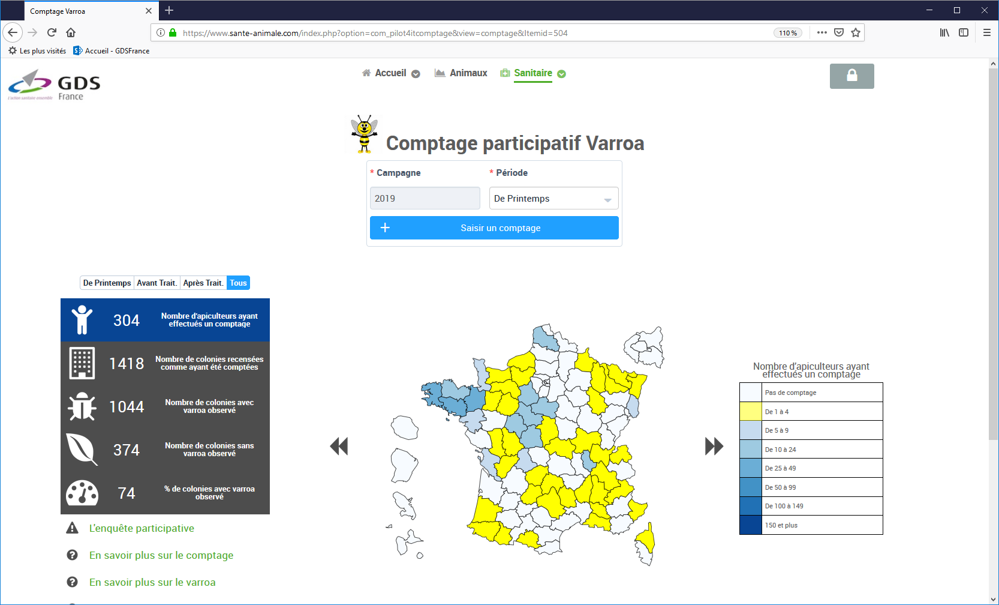 Comptage Varroa
https://www.sante-animale.com/index.php?option=com_pilot4itcomptage&view=comptage&Itemid=504
110 %
Les plus visités
Accueil - GDSFrance
GDS
France
L'action sanitaire ensemble
Accueil
Animaux
Sanitaire
Comptage participatif Varroa
* Campagne
* Période
2019
De Printemps
Saisir un comptage
De Printemps
Avant Trait.
Après Trait.
Tous
304
Nombre d'apiculteurs ayant
effectués un comptage
1418
Nombre de colonies recensées
comme ayant été comptées
1044
Nombre de colonies avec
varroa observé
374
Nombre de colonies sans
varroa observé
74
% de colonies avec varroa
observé
L'enquête participative
En savoir plus sur le comptage
En savoir plus sur le varroa
Nombre d'apiculteurs ayant
effectués un comptage
Pas de comptage
De 1 à 4
De 5 à 9
De 10 à 24
De 25 à 49
De 50 à 99
De 100 à 149
150 et plus